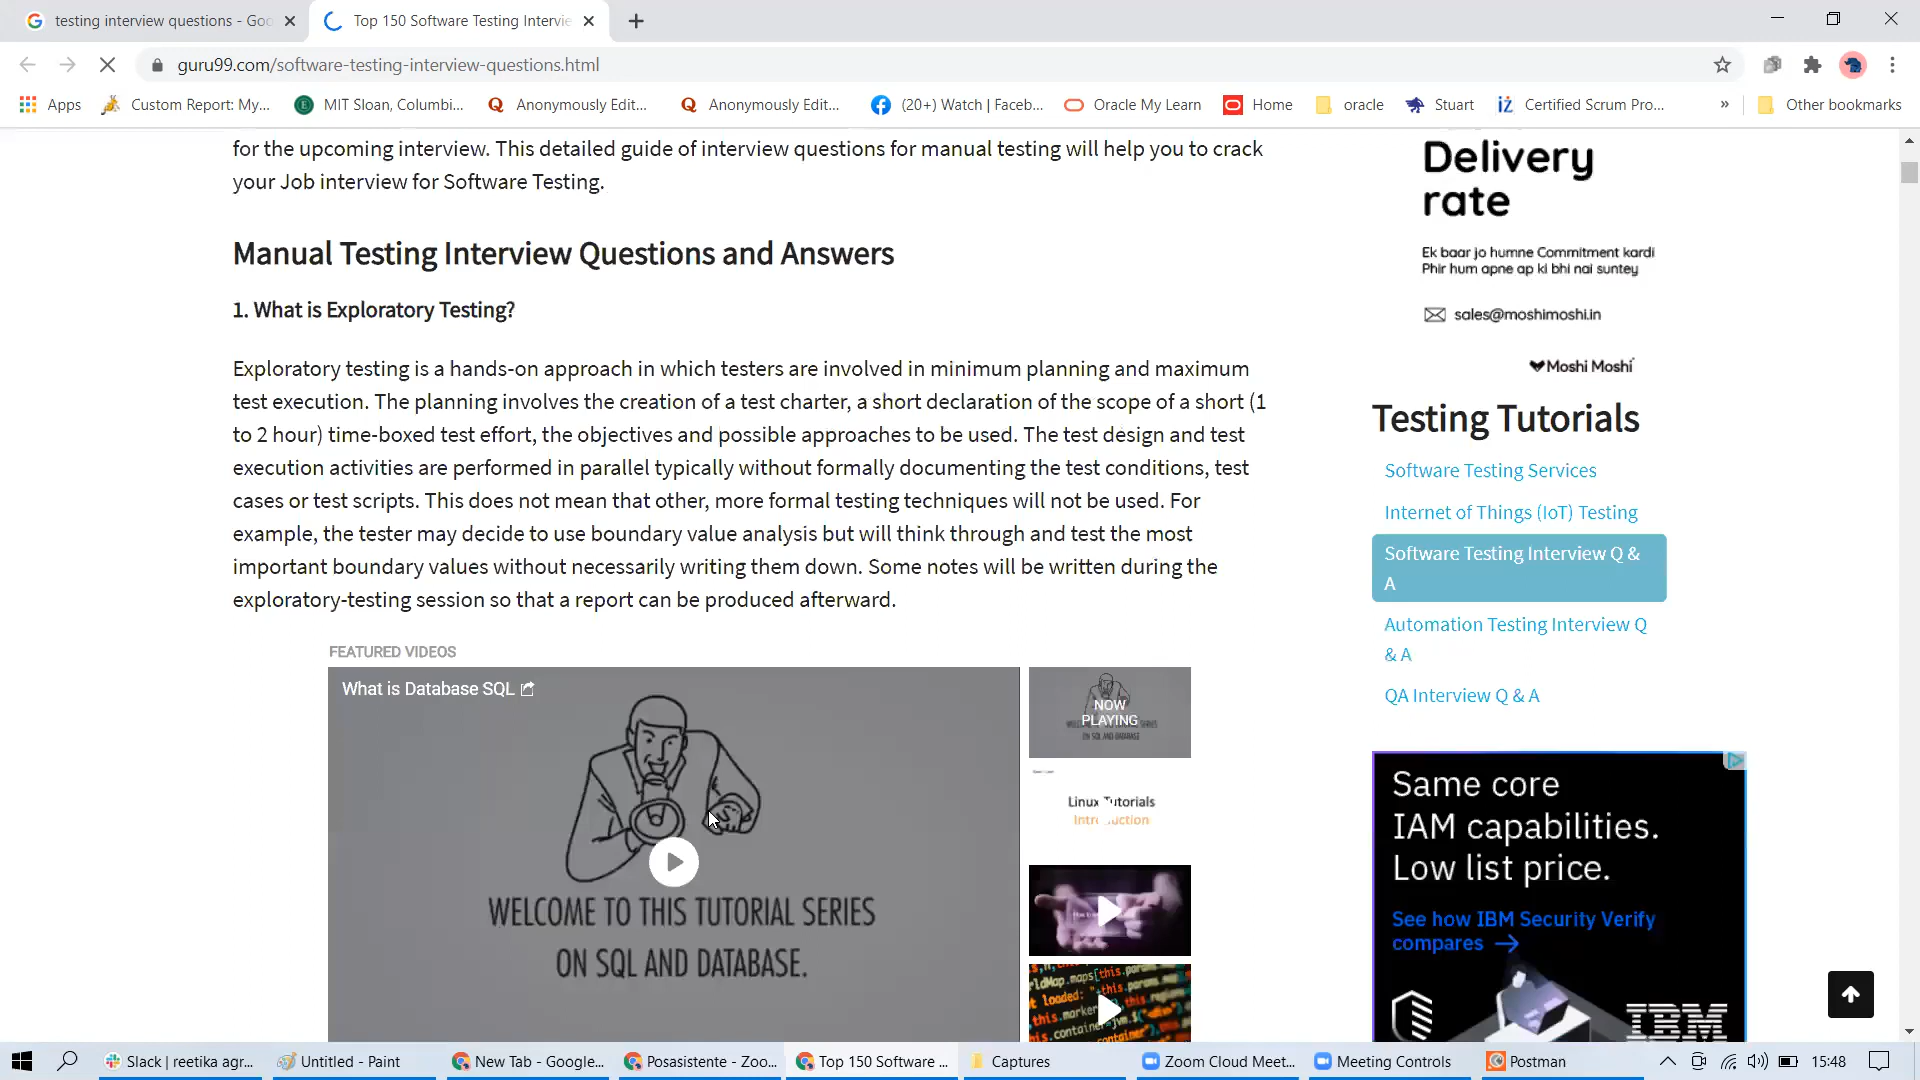 testing interview questions - Goo
Top 150 Software Testing Intervie
guru99.com/software-testing-interview-questions.html
Apps
Custom Report: My...
MIT Sloan, Columbi...
Anonymously Edit...
Anonymously Edit...
(20+) Watch | Faceb...
Oracle My Learn
Home
oracle
Stuart
Certified Scrum Pro...
»
Other bookmarks
for the upcoming interview. This detailed guide of interview questions for manual testing will help you to crack
your Job interview for Software Testing.
Manual Testing Interview Questions and Answers
1. What is Exploratory Testing?
Exploratory testing is a hands-on approach in which testers are involved in minimum planning and maximum
test execution. The planning involves the creation of a test charter, a short declaration of the scope of a short (1
to 2 hour) time-boxed test effort, the objectives and possible approaches to be used. The test design and test
execution activities are performed in parallel typically without formally documenting the test conditions, test
cases or test scripts. This does not mean that other, more formal testing techniques will not be used. For
example, the tester may decide to use boundary value analysis but will think through and test the most
important boundary values without necessarily writing them down. Some notes will be written during the
exploratory-testing session so that a report can be produced afterward.
FEATURED VIDEOS
What is Database SQL
WELCOME TO THIS TUTORIAL SERIES
ON SQL AND DATABASE.
NOW
PLAYING
ON SQL AND DATABASE
Linux Tutorials
Delivery
rate
Ek baar jo humne Commitment kardi
Phir hum apne ap ki bhi nai suntey
sales@moshimoshi.in
Moshi Moshi
Testing Tutorials
Software Testing Services
Internet of Things (IoT) Testing
Software Testing Interview Q &
A
Automation Testing Interview Q
& A
QA Interview Q & A
Same core
IAM capabilities.
Low list price.
See how IBM Security Verify
compares →
IBM
Slack | reetika agr...
Untitled - Paint
New Tab - Google...
Posasistente - Zoo...
Top 150 Software ...
Captures
Zoom Cloud Meet...
Meeting Controls
Postman
15:48